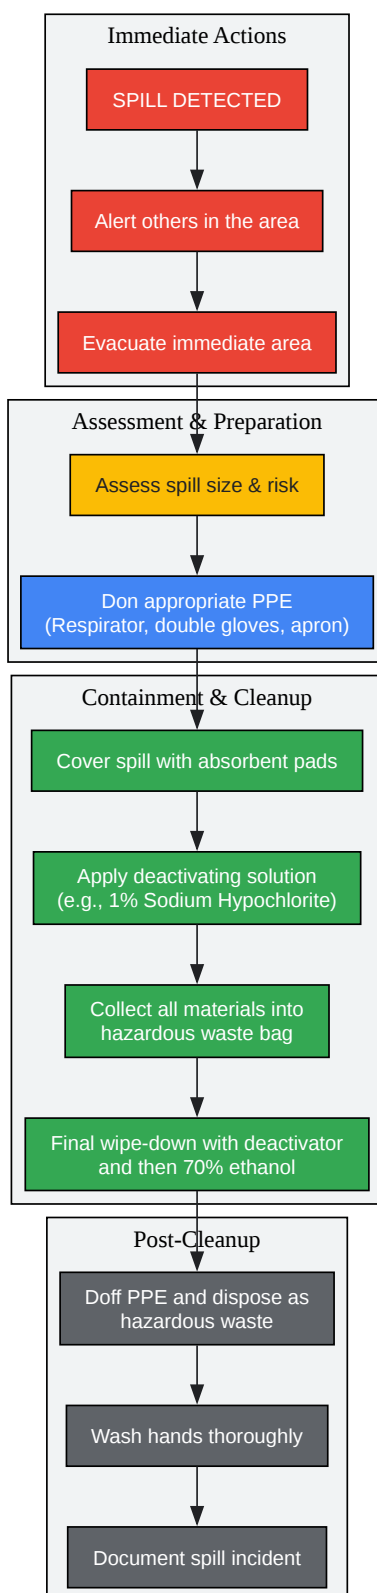 Immediate Actions
SPILL DETECTED
Alert others in the area
Evacuate immediate area
Assessment & Preparation
Assess spill size & risk
Don appropriate PPE
(Respirator, double gloves, apron)
Containment & Cleanup
Cover spill with absorbent pads
Apply deactivating solution
(e.g., 1% Sodium Hypochlorite)
Collect all materials into
hazardous waste bag
Final wipe-down with deactivator
and then 70% ethanol
Post-Cleanup
Doff PPE and dispose as
hazardous waste
Wash hands thoroughly
Document spill incident